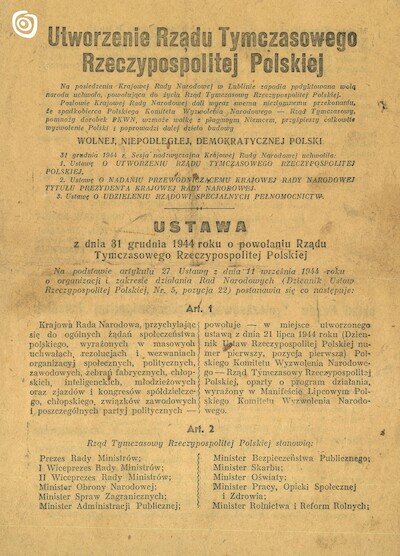 Utworzenie Rządu Tymczasowego
Rzeczypospolitej Polskiej
Na posiedzeniu Krajowej Rady Narodowej w Lublinie zapadła podyktowana wolą
narodu uchwała, powołująca do życia Rząd Tymczasowy Rzeczypospolitej Polskiej.
Posłowie Krajowej Rady Narodowej dali wyraz swemu niezłomnemu przekonaniu,
że spadkobierca Polskiego Komitetu Wyzwolenia Narodowego — Rząd Tymczasowy,
pomnoży dorobek PKWN, wzmoże walkę z plagawym Niemcem, przyśpieszy całkowite
wyzwolenie Polski i poprowadzi dalej dzieło budowy
WOLNEJ, NIEPODLEGŁEJ, DEMOKRATYCZNEJ POLSKI
31 grudnia 1944 r. Sesja nadzwyczajna Krajowej Rady Narodowej uchwaliła:
1. Ustawę O UTWORZENIU RZĄDU TYMCZASOWEGO RZECZYPOSPOLITEJ
POLSKIEJ,
2. Ustawę O NADANIU PRZEWODNICZĄCEMU KRAJOWEJ RADY NARODOWEJ
TYTUŁU PREZYDENTA KRAJOWEJ RADY NARODOWEJ.
3. Ustawę O UDZIELENIU RZĄDOWI SPECJALNYCH PEŁNOMOCNICTW.
USTAWA
z dnia 31 grudnia 1944 roku o powołaniu Rządu
Tymczasowego Rzeczypospolitej Polskiej
Na podstawie artykułu 27 Ustawy z dnia 11 września 1944 roku
o organizacji i zakresie działania Rad Narodowych (Dziennik Ustaw
Rzeczypospolitej Polskiej, Nr. 5, pozycja 22) postanawia się co następuje:
Art. 1
Krajowa Rada Narodowa, przychylając
się do ogólnych żądań społeczeństwa
polskiego, wyrażonych w masowych
uchwałach, rezolucjach i wezwaniach
organizacyj społecznych, politycznych,
zawodowych, zebrań fabrycznych, chłop-
skich, inteligenckich, młodzieżowych
oraz zjazdów i kongresów spółdzielcze-
go, chłopskiego, związków zawodowych
i poszczególnych partyj politycznych —
powołuje — w miejsce utworzonego
ustawą z dnia 21 lipca 1944 roku (Dzien-
nik Ustaw Rzeczypospolitej Polskiej nu-
mer pierwszy, pozycja pierwsza) Pol-
skiego Komitetu Wyzwolenia Narodowe-
go — Rząd Tymczasowy Rzeczypospolitej
Polskiej, oparty o program działania,
wyrażony w Manifeście Lipcowym Pol-
skiego Komitetu Wyzwolenia Narodo-
wego.
Art. 2
Rząd Tymczasowy Rzeczypospolitej Polskiej stanowią:
Prezes Rady Ministrów;
I Wiceprezes Rady Ministrów;
II Wiceprezes Rady Ministrów;
Minister Obrony Narodowej;
Minister Spraw Zagranicznych;
Minister Administracji Publicznej;
Minister Bezpieczeństwa Publicznego;
Minister Skarbu;
Minister Oświaty;
Minister Pracy, Opieki Społecznej
i Zdrowia;
Minister Rolnictwa i Reform Rolnych;